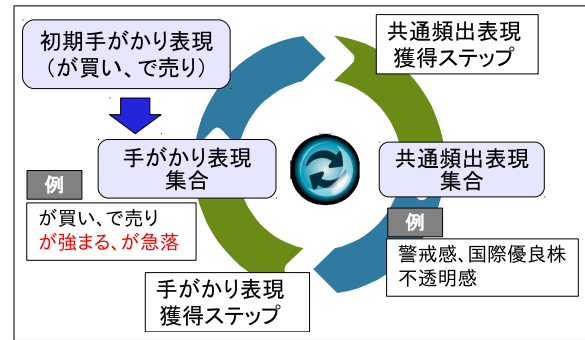 初期手がかり表現
（が買い、で売り）
共通頻出表現
獲得ステップ
手がかり表現
集合
共通頻出表現
集合
例
が買い、で売り
が強まる、が急落
例
警戒感、国際優良株
不透明感
手がかり表現
獲得ステップ